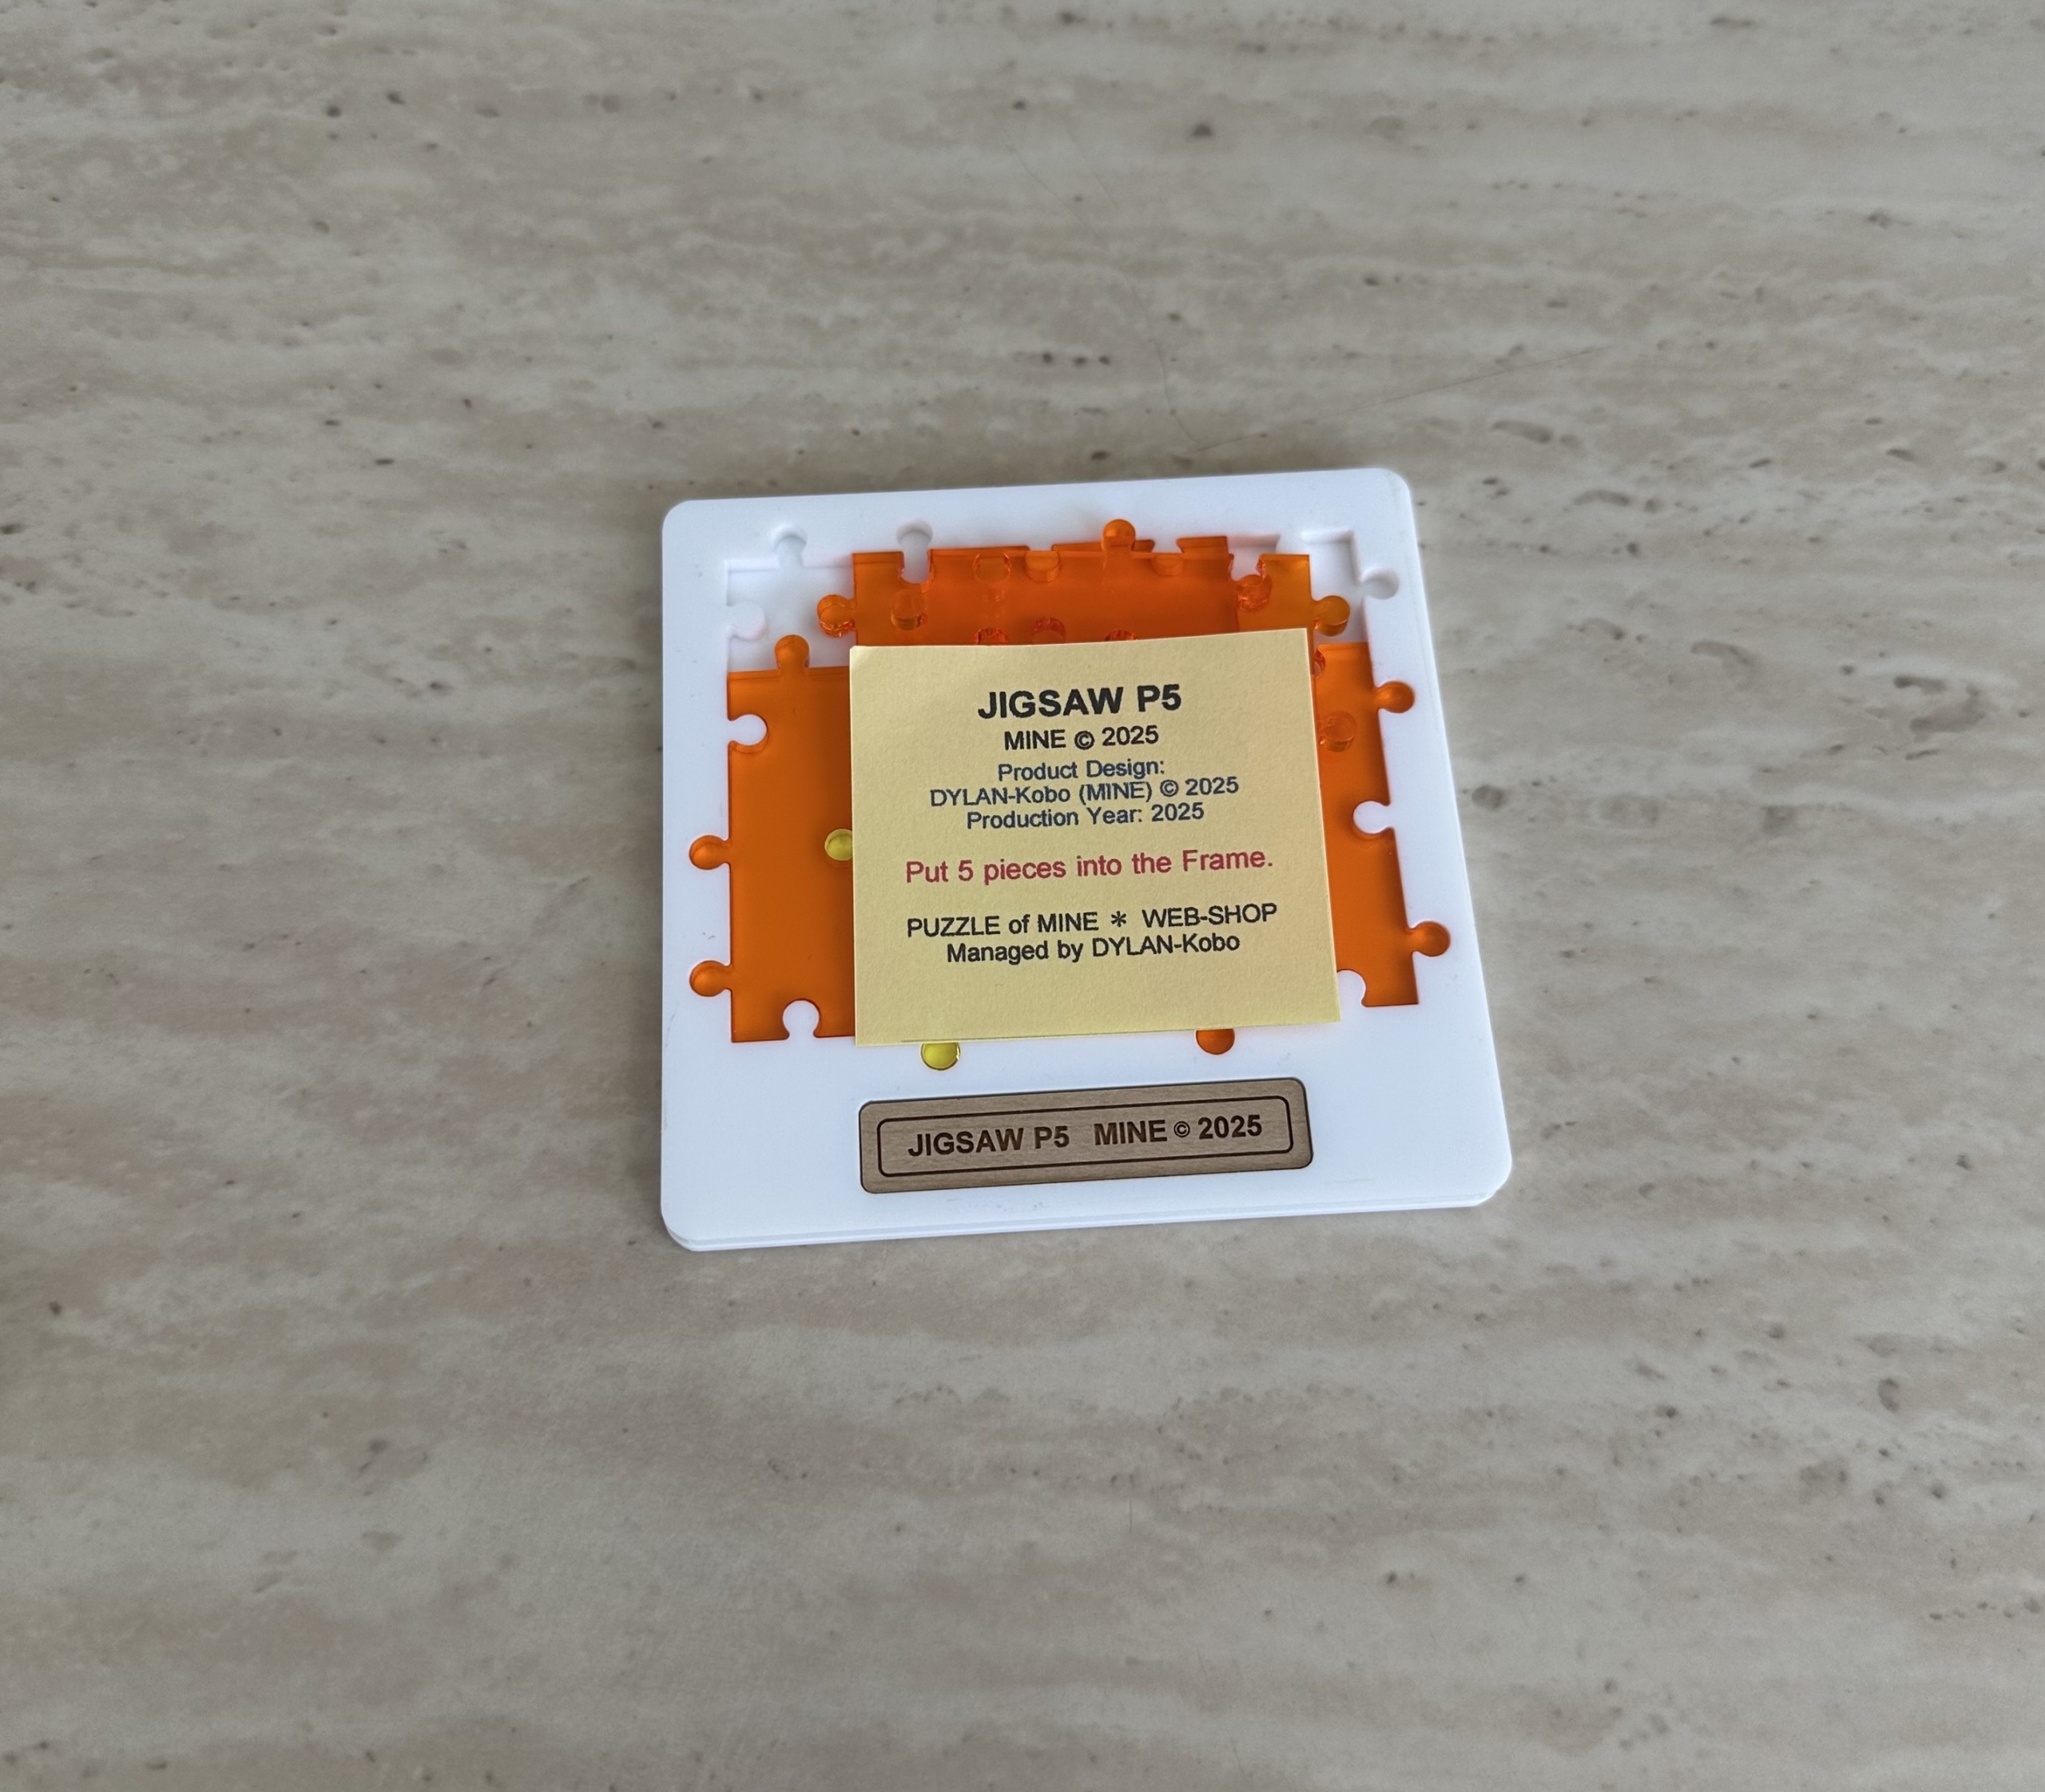 JIGSAW P5
MINE © 2025
Product Design:
DYLAN-Kobo (MINE) © 2025
Production Year: 2025
Put 5 pieces into the Frame.
PUZZLE of MINE * WEB-SHOP
Managed by DYLAN-Kobo
JIGSAW P5 MINE © 2025